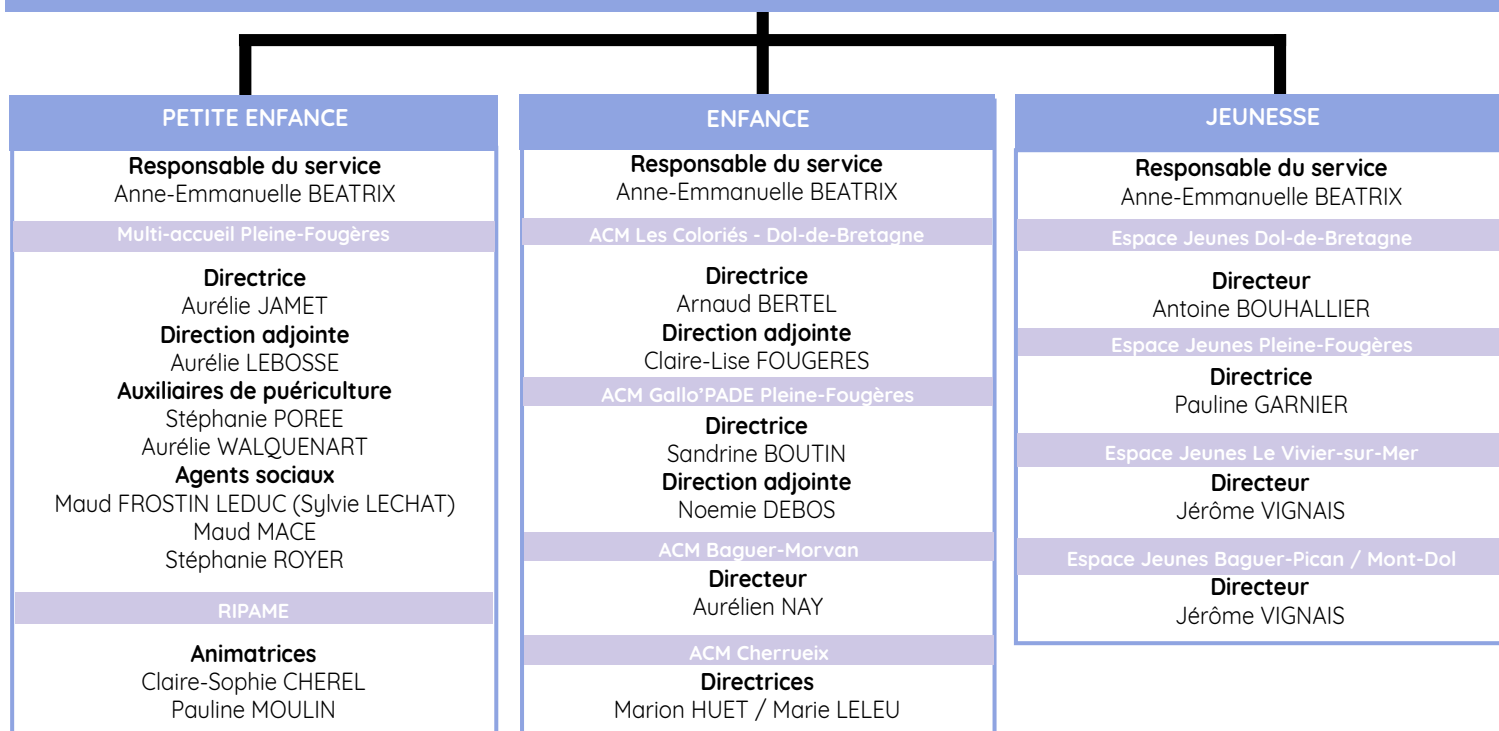 PETITE ENFANCE
Responsable du service
Anne-Emmanuelle BEATRIX
Multi-accueil Pleine-Fougères
Directrice
Aurélie JAMET
Direction adjointe
Aurélie LEBOSSE
Auxiliaires de puériculture
Stéphanie POREE
Aurélie WALQUENART
Agents sociaux
Maud FROSTIN LEDUC (Sylvie LECHAT)
Maud MACE
Stéphanie ROYER
RIPAME
Animatrices
Claire-Sophie CHEREL
Pauline MOULIN
ENFANCE
Responsable du service
Anne-Emmanuelle BEATRIX
ACM Les Coloriés - Dol-de-Bretagne
Directrice
Arnaud BERTEL
Direction adjointe
Claire-Lise FOUGERES
ACM Gallo'PADE Pleine-Fougères
Directrice
Sandrine BOUTIN
Direction adjointe
Noemie DEBOS
ACM Baguer-Morvan
Directeur
Aurélien NAY
ACM Cherrueix
Directrices
Marion HUET / Marie LELEU
JEUNESSE
Responsable du service
Anne-Emmanuelle BEATRIX
Espace Jeunes Dol-de-Bretagne
Directeur
Antoine BOUHALLIER
Espace Jeunes Pleine-Fougères
Directrice
Pauline GARNIER
Espace Jeunes Le Vivier-sur-Mer
Directeur
Jérôme VIGNAIS
Espace Jeunes Baguer-Pican / Mont-Dol
Directeur
Jérôme VIGNAIS